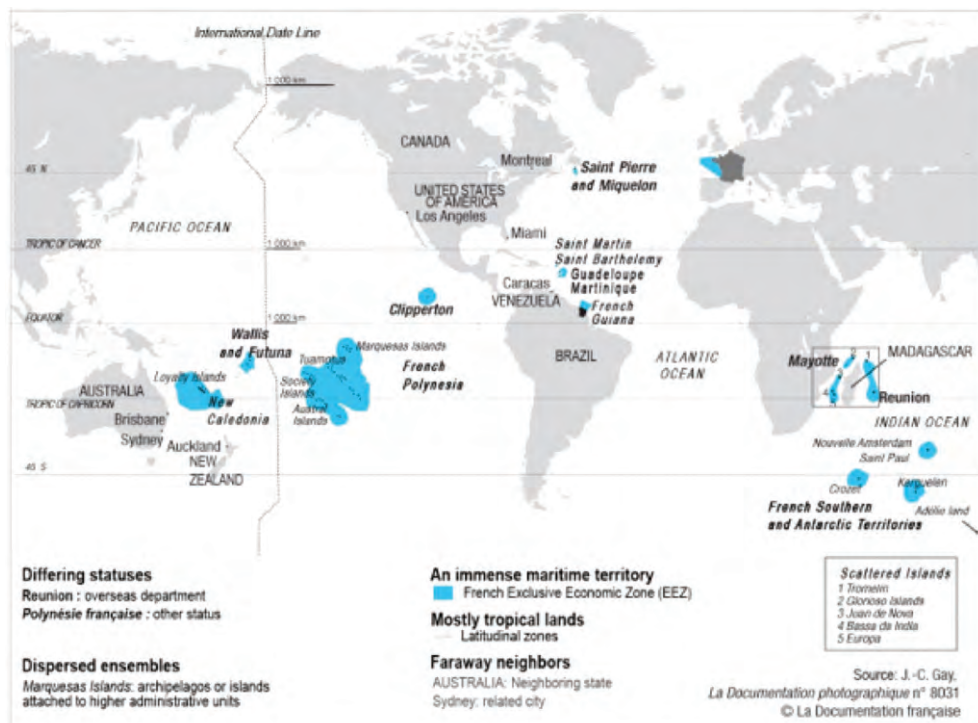 International Date Line
1 000 km
CANADA
Montreal
45 N
Saint Pierre
and Miquelon
UNITED STATES
OF AMERICA
Los Angeles
PACIFIC OCEAN
Miami
TROPIC OF CANCER
1 000 km
Saint Martin
Saint Bartholemy
Guadeloupe
Martinique
Caracas
VENEZUELA
Clipperton
French
Guiana
EQUATOR
1 000 km
Wallis
and Futuna
Marquesas Islands
Tuamotus
French
Polynesia
BRAZIL
ATLANTIC
OCEAN
Mayotte
MADAGASCAR
2
1
4
Loyalty Islands
Society
Islands
AUSTRALIA
New
Caledonia
Austral
Islands
Reunion
TROPIC OF CAPRICORN
Brisbane
Sydney
Auckland
NEW
ZEALAND
INDIAN OCEAN
Nouvelle Amsterdam
Saint Paul
45 S
Crozet
Kerguelen
Adélie land
French Southern
and Antarctic Territories
Differing statuses
Reunion : overseas department
Polynésie française : other status
Dispersed ensembles
Marquesas Islands: archipelagos or islands
attached to higher administrative units
An immense maritime territory
French Exclusive Economic Zone (EEZ)
Mostly tropical lands
Latitudinal zones
Faraway neighbors
AUSTRALIA: Neighboring state
Sydney: related city
Scattered Islands
1 Tromelin
2 Glorioso Islands
3 Juan de Nova
4 Bassa da India
5 Europa
Source: J.-C. Gay,
La Documentation photographique n° 8031
© La Documentation française